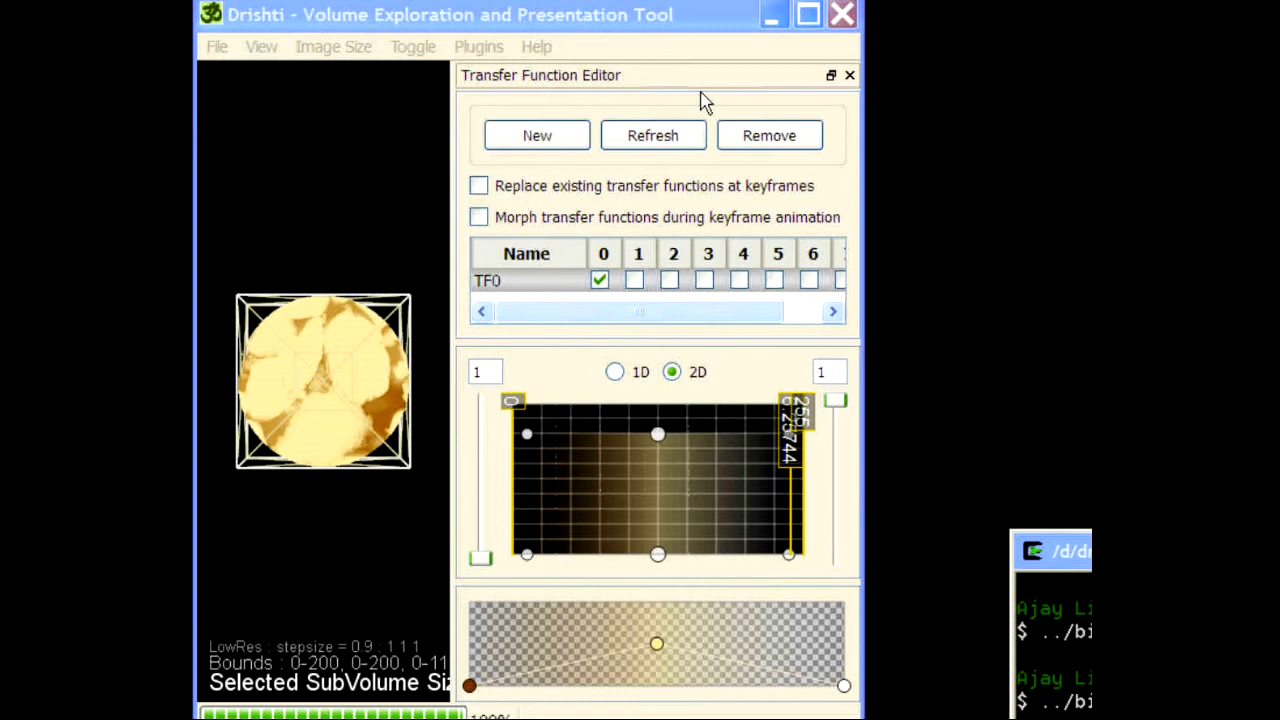 Drishti - Volume Exploration and Presentation Tool
File View Image Size Toggle Plugins Help
Transfer Function Editor
New Refresh Remove
Replace existing transfer functions at keyframes
Morph transfer functions during keyframe animation
Name 0 1 2 3 4 5 6
TF0
1 1D 2D 1
0
255
LowRes : stepsize = 0.9 : 1 1 1
Bounds : 0-200, 0-200, 0-11
Selected SubVolume Siz
100%
/d/dr
Ajay Li
$ ../bi
Ajay Li
$ ../bi